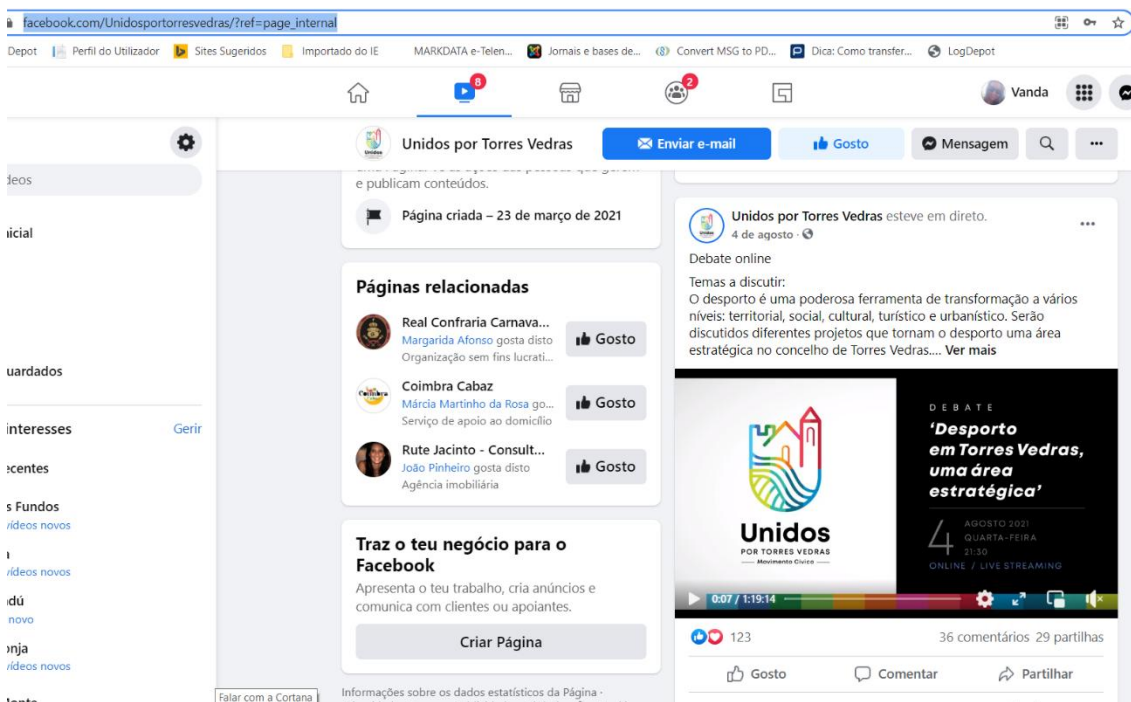 facebook.com/Unidosportorresvedras/?ref=page_internal
Depot
Perfil do Utilizador
Sites Sugeridos
Importado do IE
MARKDATA e-Telen...
Jornais e bases de...
Convert MSG to PD...
Dica: Como transfer...
LogDepot
8
2
Vanda
Unidos por Torres Vedras
Enviar e-mail
Gosto
Mensagem
deos
icial
uardados
interesses
Gerir
ecentes
s Fundos
vídeos novos
vídeos novos
dú
novo
onja
vídeos novos
e publicam conteúdos.
Página criada – 23 de março de 2021
Páginas relacionadas
Real Confraria Carnava...
Margarida Afonso gosta disto
Organização sem fins lucrati...
Gosto
Coimbra Cabaz
Márcia Martinho da Rosa go...
Serviço de apoio ao domicílio
Gosto
Rute Jacinto - Consult...
João Pinheiro gosta disto
Agência imobiliária
Gosto
Traz o teu negócio para o
Facebook
Apresenta o teu trabalho, cria anúncios e
comunica com clientes ou apoiantes.
Criar Página
Informações sobre os dados estatísticos da Página ·
Falar com a Cortana
Unidos por Torres Vedras esteve em direto.
4 de agosto ·
Debate online
Temas a discutir:
O desporto é uma poderosa ferramenta de transformação a vários
níveis: territorial, social, cultural, turístico e urbanístico. Serão
discutidos diferentes projetos que tornam o desporto uma área
estratégica no concelho de Torres Vedras.... Ver mais
Unidos
POR TORRES VEDRAS
Movimento Cívico
DEBATE
'Desporto
em Torres Vedras,
uma área
estratégica'
4
AGOSTO 2021
QUARTA-FEIRA
21:30
ONLINE / LIVE STREAMING
0:07 / 1:19:14
123
36 comentários 29 partilhas
Gosto
Comentar
Partilhar